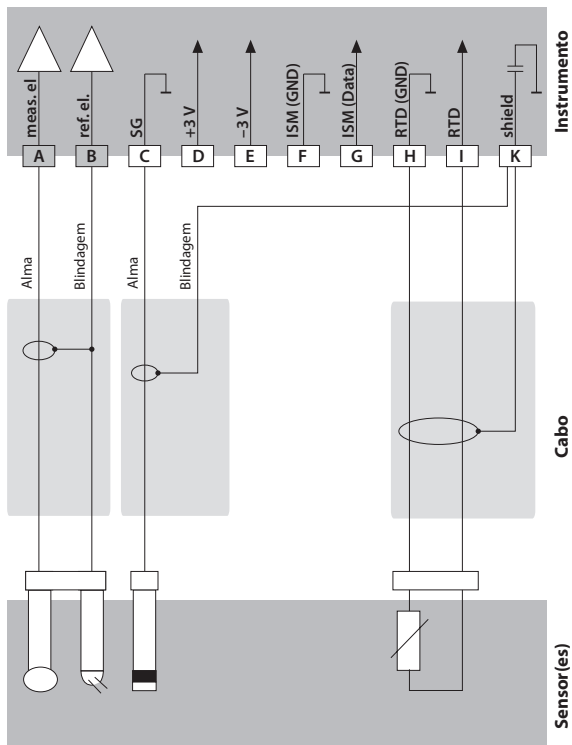 meas. el
ref. el.
SG
+3 V
–3 V
ISM (GND)
ISM (Data)
RTD (GND)
RTD
shield
Instrumento
A
B
C
D
E
F
G
H
I
K
Alma
Blindagem
Alma
Blindagem
Cabo
Sensor(es)